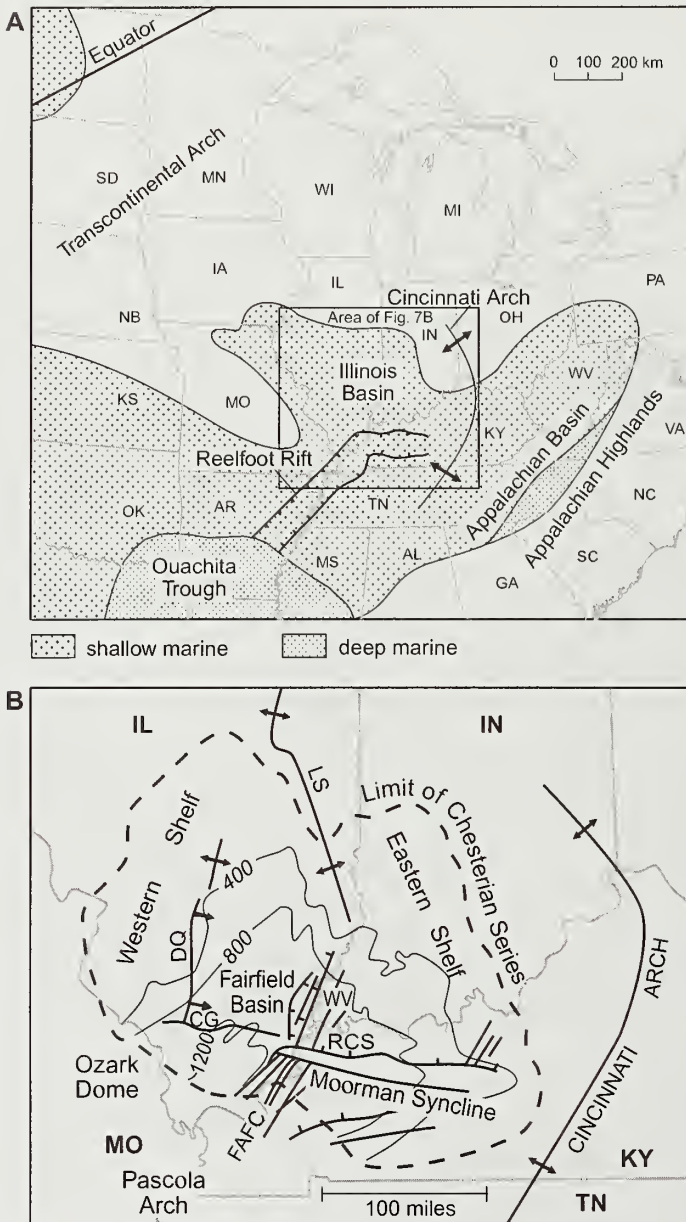 A
Equator
0 100 200 km
Transcontinental Arch
SD
MN
WI
MI
IA
IL
PA
NB
Cincinnati Arch
Area of Fig. 7B
IN
OH
Illinois
Basin
WV
KS
MO
KY
VA
Reelfoot Rift
Appalachian Basin
Appalachian Highlands
OK
AR
TN
NC
Ouachita
Trough
MS
AL
GA
SC
shallow marine
deep marine
B
IL
IN
LS
Limit of Chesterian Series
Western Shelf
Eastern Shelf
400
800
DQ
Fairfield
Basin
WV
CG
1200
RCS
ARCH
Ozark
Dome
Moorman Syncline
CINCINNATI
FAFC
MO
KY
Pascola
Arch
100 miles
TN